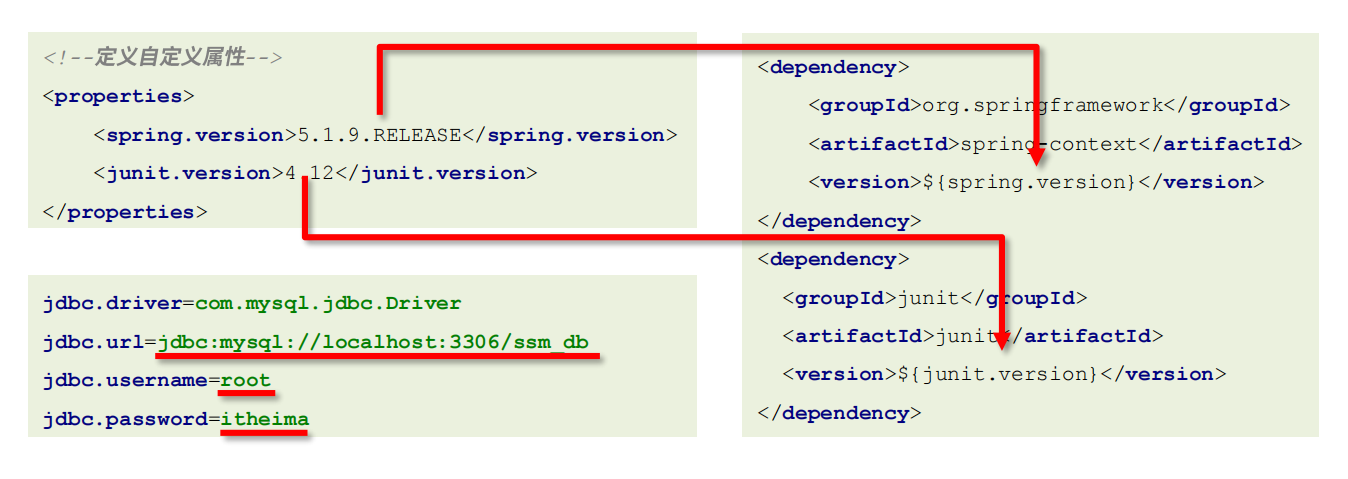 <!--定义自定义属性-->
<properties>
<spring.version>5.1.9.RELEASE</spring.version>
<junit.version>4.12</junit.version>
</properties>
jdbc.driver=com.mysql.jdbc.Driver
jdbc.url=jdbc:mysql://localhost:3306/ssm_db
jdbc.username=root
jdbc.password=itheima
<dependency>
<groupId>org.springframework</groupId>
<artifactId>spring-context</artifactId>
<version>${spring.version}</version>
</dependency>
<dependency>
<groupId>junit</groupId>
<artifactId>junit</artifactId>
<version>${junit.version}</version>
</dependency>